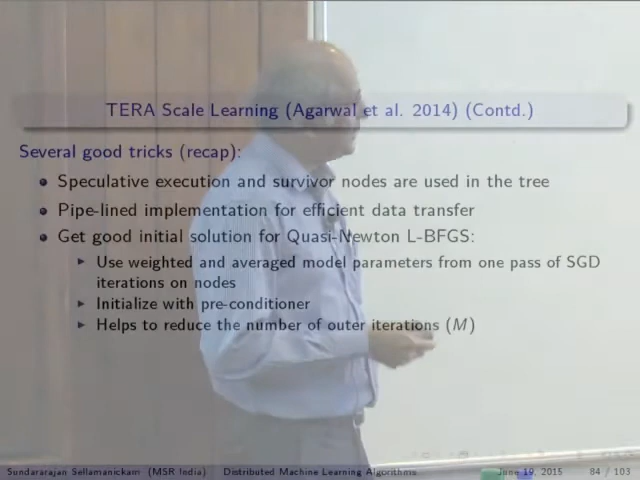 TERA Scale Learning (Agarwal et al. 2014) (Contd.)
Several good tricks (recap):
Speculative execution and survivor nodes are used in the tree
Pipe-lined implementation for efficient data transfer
Get good initial solution for Quasi-Newton L-BFGS:
Use weighted and averaged model parameters from one pass of SGD
iterations on nodes
Initialize with pre-conditioner
Helps to reduce the number of outer iterations (M)
Sundararajan Sellamanickam (MSR India) Distributed Machine Learning Algorithms June 19, 2015 84 / 103